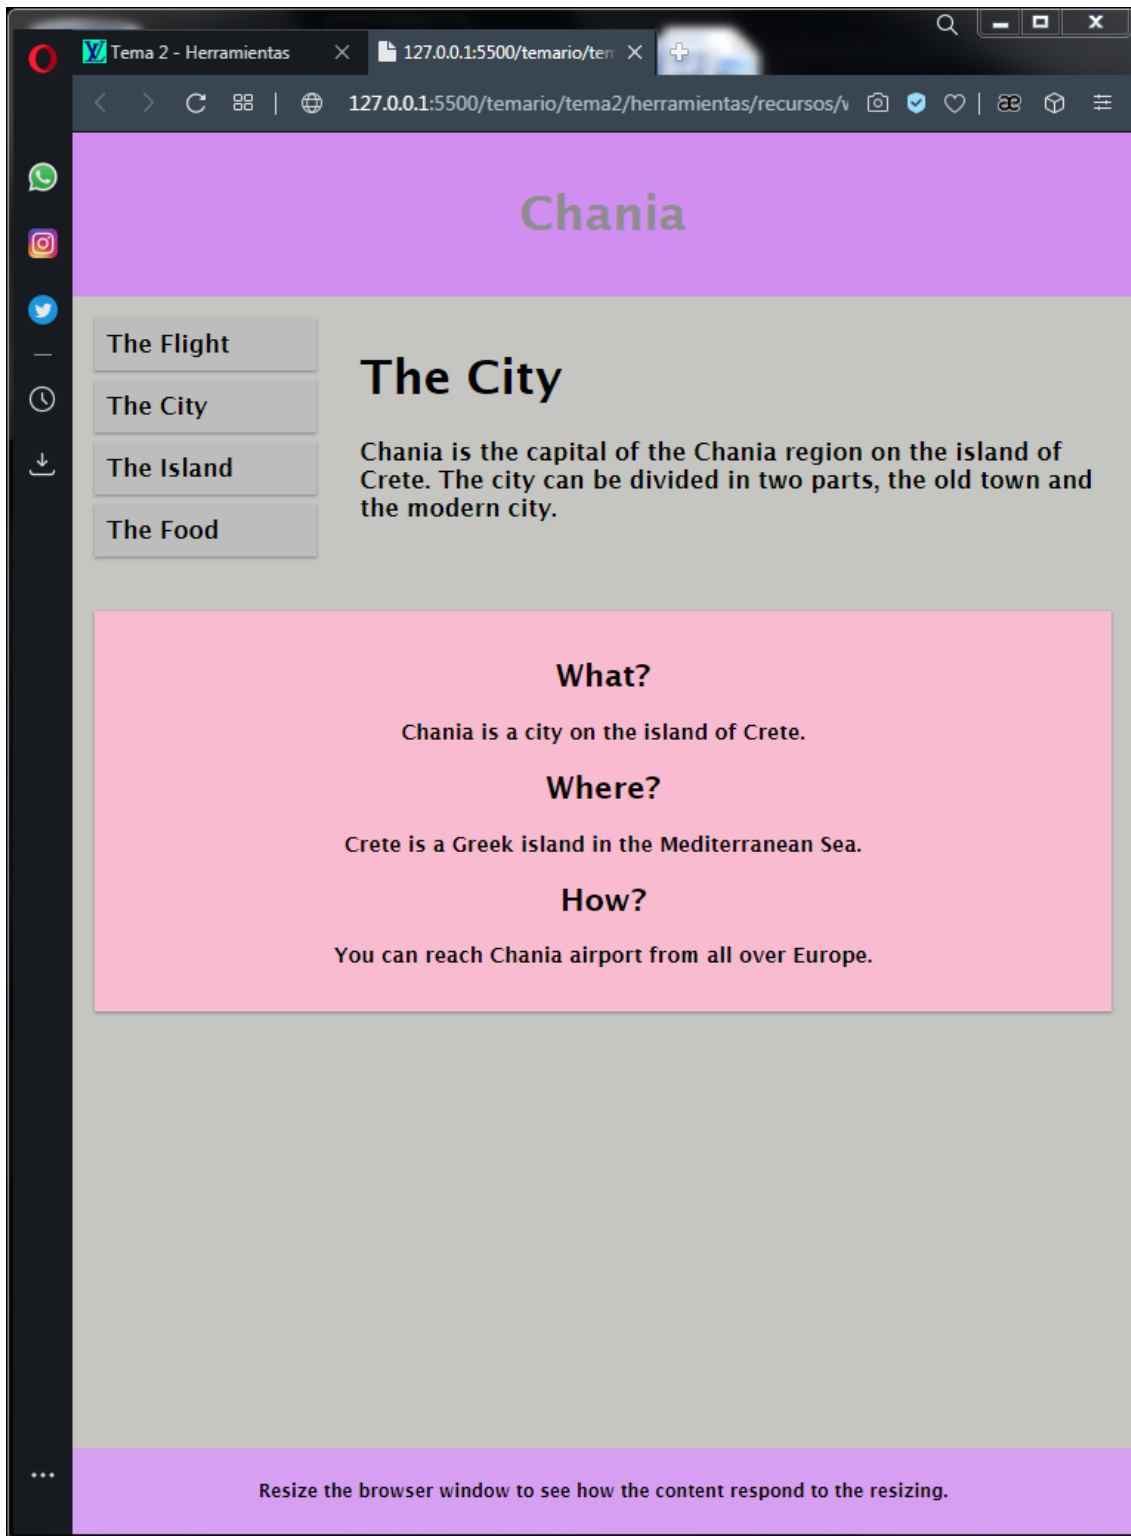 Tema 2 - Herramientas
127.0.0.1:5500/temario/ten
127.0.0.1:5500/temario/tema2/herramientas/recursos/v
Chania
The Flight
The City
The Island
The Food
The City
Chania is the capital of the Chania region on the island of
Crete. The city can be divided in two parts, the old town and
the modern city.
What?
Chania is a city on the island of Crete.
Where?
Crete is a Greek island in the Mediterranean Sea.
How?
You can reach Chania airport from all over Europe.
Resize the browser window to see how the content respond to the resizing.